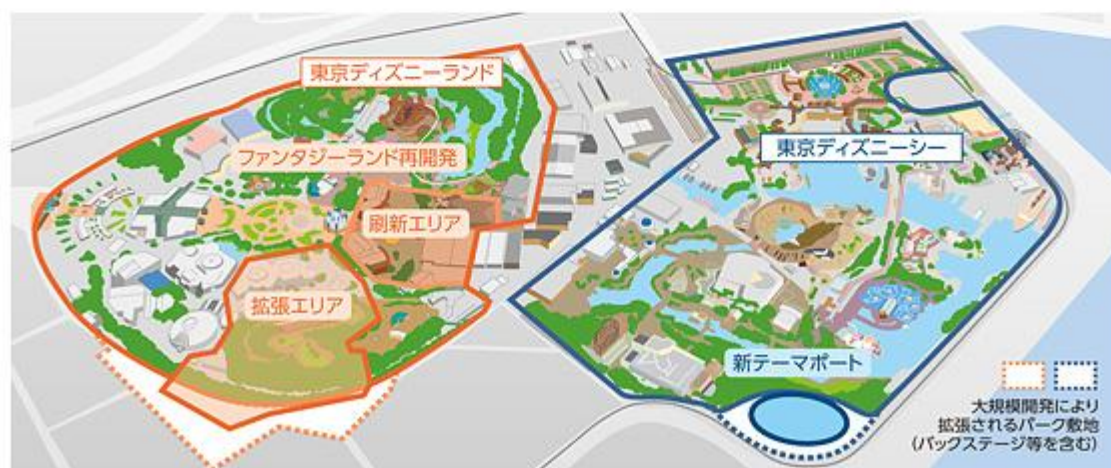 東京ディズニーランド
ファンタジーランド再開発
刷新エリア
拡張エリア
東京ディズニーシー
新テーマポート
大規模開発により
拡張されるパーク敷地
(バックステージ等を含む)